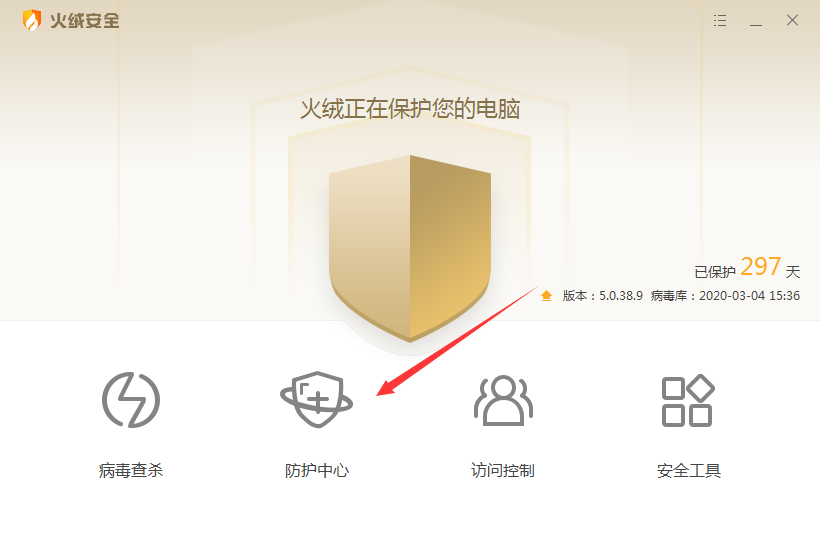 火绒安全
火绒正在保护您的电脑
已保护 297 天
版本：5.0.38.9 病毒库：2020-03-04 15:36
病毒查杀 防护中心 访问控制 安全工具